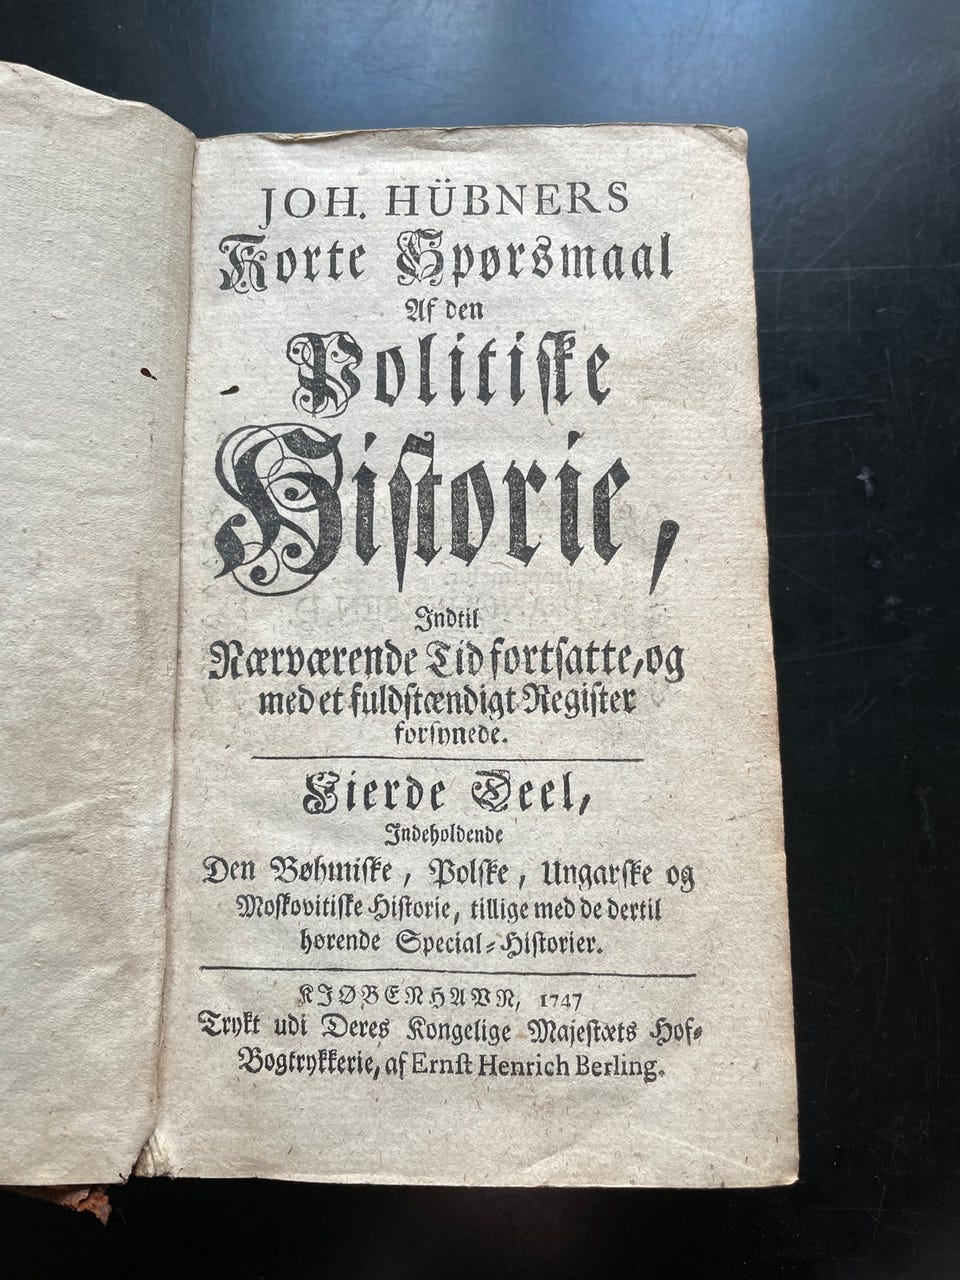 JOH. HÜBNERS
Korte Spørsmaal
Af den
Politiske
Historie,
Indtil
Nærværende Tid fortsatte, og
med et fuldstændigt Register
forsynede.
Fierde Deel,
Indeholdende
Den Bøhmiske, Polske, Ungarske og
Moskovitiske Historie, tillige med de dertil
hørende Special-Historier.
KIØBENHAVN, 1747
Trykt udi Deres Kongelige Majestæts Hof-
Bogtrykkerie, af Ernst Henrich Berling.